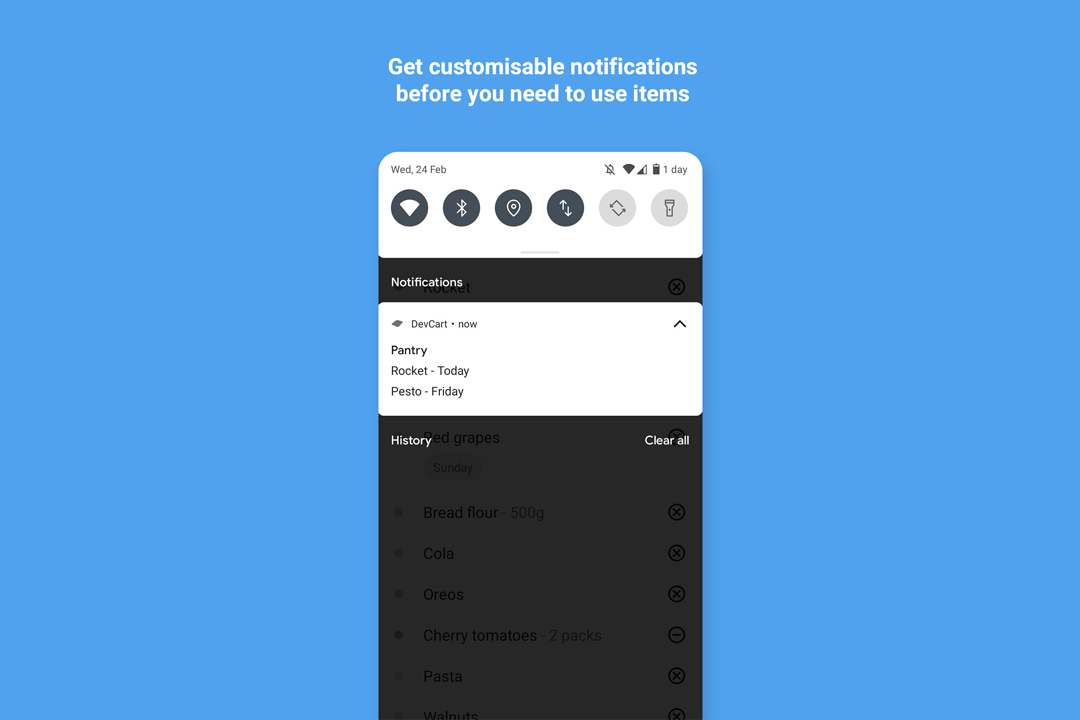 Get customisable notifications
before you need to use items
Wed, 24 Feb
1 day
Notifications
Rocket
DevCart • now
Pantry
Rocket - Today
Pesto - Friday
History
Red grapes
Clear all
Sunday
Bread flour - 500g
Cola
Oreos
Cherry tomatoes - 2 packs
Pasta
Walnuts